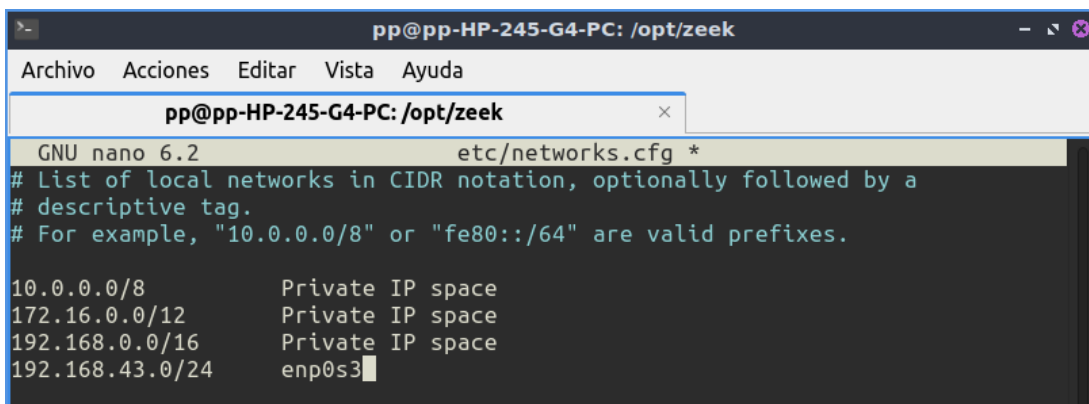 pp@pp-HP-245-G4-PC: /opt/zeek
Archivo Acciones Editar Vista Ayuda
pp@pp-HP-245-G4-PC: /opt/zeek
GNU nano 6.2 etc/networks.cfg *
# List of local networks in CIDR notation, optionally followed by a
# descriptive tag.
# For example, "10.0.0.0/8" or "fe80::/64" are valid prefixes.
10.0.0.0/8 Private IP space
172.16.0.0/12 Private IP space
192.168.0.0/16 Private IP space
192.168.43.0/24 enp0s3